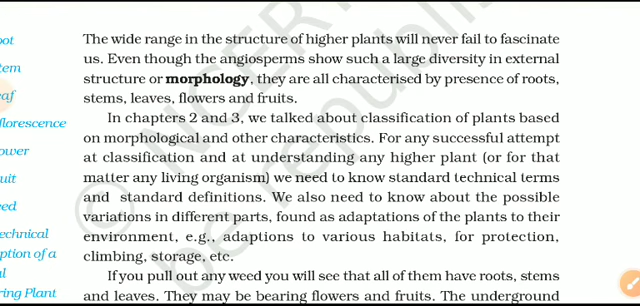 The wide range in the structure of higher plants will never fail to fascinate
us. Even though the angiosperms show such a large diversity in external
structure or morphology, they are all characterised by presence of roots,
stems, leaves, flowers and fruits.
In chapters 2 and 3, we talked about classification of plants based
on morphological and other characteristics. For any successful attempt
at classification and at understanding any higher plant (or for that
matter any living organism) we need to know standard technical terms
and standard definitions. We also need to know about the possible
variations in different parts, found as adaptations of the plants to their
environment, e.g., adaptions to various habitats, for protection,
climbing, storage, etc.
If you pull out any weed you will see that all of them have roots, stems
and leaves. They may be bearing flowers and fruits. The underground
oot
tem
eaf
florescence
ower
uit
eed
echnical
ption of a
al
ring Plant
© NCERT
be republi